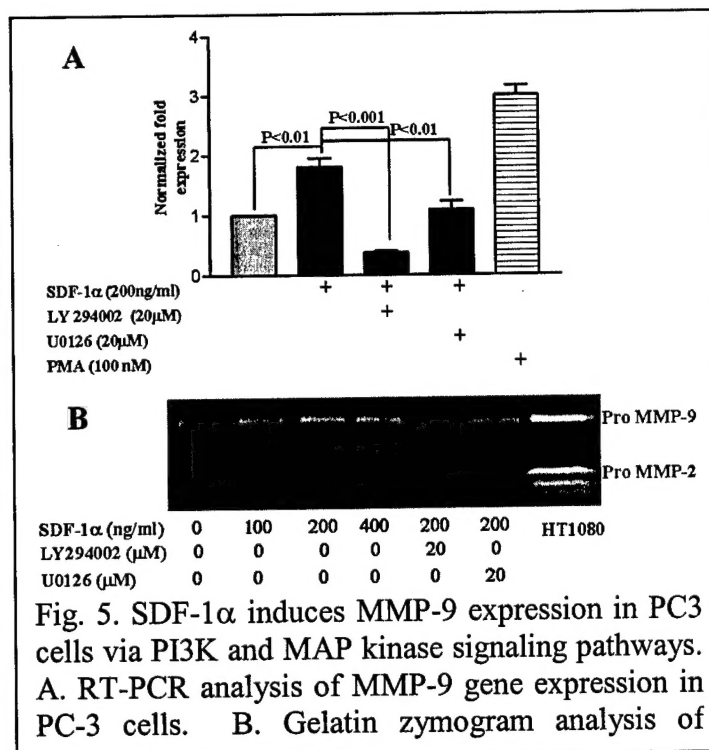 A
4
3
2
1
0
Normalized fold
expression
P<0.01
P<0.001
P<0.01
SDF-1α (200ng/ml) + + +
LY 294002 (20μM) +
U0126 (20μM) +
PMA (100 nM) +
B
Pro MMP-9
Pro MMP-2
SDF-1α (ng/ml) 0 100 200 400 200 200 HT1080
LY294002 (μM) 0 0 0 0 20 0
U0126 (μM) 0 0 0 0 0 20
Fig. 5. SDF-1α induces MMP-9 expression in PC3
cells via PI3K and MAP kinase signaling pathways.
A. RT-PCR analysis of MMP-9 gene expression in
PC-3 cells. B. Gelatin zymogram analysis of